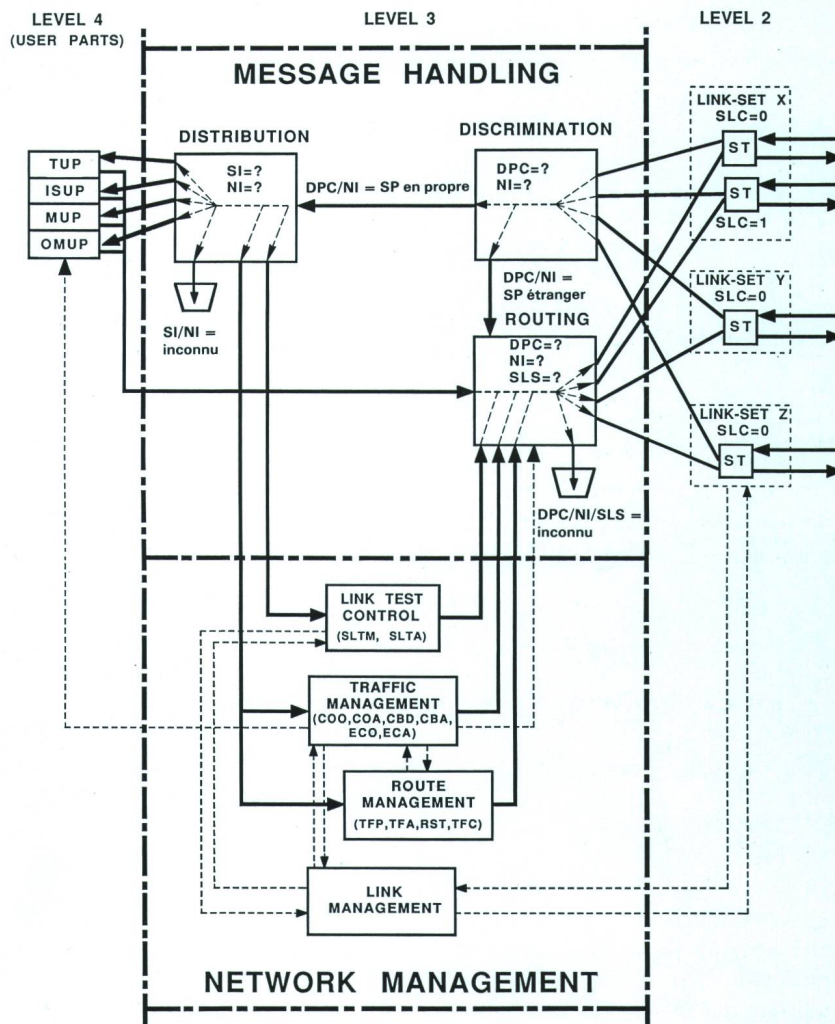 LEVEL 4
(USER PARTS)
LEVEL 3
LEVEL 2
MESSAGE HANDLING
DISTRIBUTION
SI=?
NI=?
DPC/NI = SP en propre
DISCRIMINATION
DPC=?
NI=?
TUP
ISUP
MUP
OMUP
SI/NI =
inconnu
DPC/NI =
SP étranger
ROUTING
DPC=?
NI=?
SLS=?
DPC/NI/SLS =
inconnu
LINK-SET X
SLC=0
ST
ST
SLC=1
LINK-SET Y
SLC=0
ST
LINK-SET Z
SLC=0
ST
LINK TEST
CONTROL
(SLTM, SLTA)
TRAFFIC
MANAGEMENT
(COO,COA,CBD,CBA,
ECO,ECA)
ROUTE
MANAGEMENT
(TFP,TFA,RST,TFC)
LINK
MANAGEMENT
NETWORK MANAGEMENT